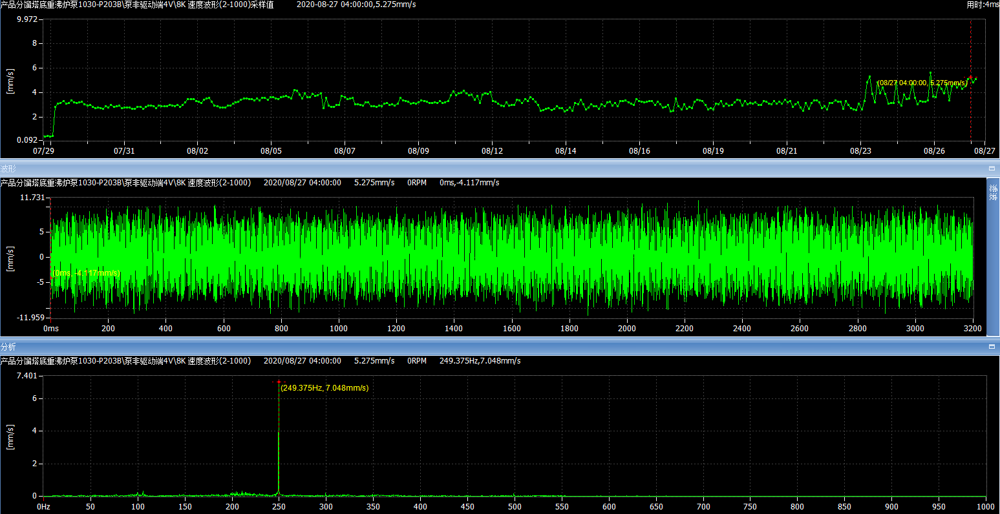 产品分馏塔底重沸炉泵1030-P203B\泵非驱动端4V\8K 速度波形(2-1000)采样值 2020-08-27 04:00:00,5.275mm/s 用时:4ms
9.972
8
6
4
2
0.092
[mm/s]
(08/27 04:00:00, 5.275mm/s)
07/29 07/31 08/02 08/05 08/07 08/09 08/12 08/14 08/16 08/19 08/21 08/23 08/26 08/27
波形
产品分馏塔底重沸炉泵1030-P203B\泵非驱动端4V\8K 速度波形(2-1000) 2020/08/27 04:00:00 5.275mm/s 0RPM 0ms,-4.117mm/s
11.731
5
0
-5
-11.959
[mm/s]
(0ms, -4.117mm/s)
0ms 200 400 600 800 1000 1200 1400 1600 1800 2000 2200 2400 2600 2800 3000 3200
分析
产品分馏塔底重沸炉泵1030-P203B\泵非驱动端4V\8K 速度波形(2-1000) 2020/08/27 04:00:00 5.275mm/s 0RPM 249.375Hz,7.048mm/s
7.401
6
4
2
0
[mm/s]
(249.375Hz, 7.048mm/s)
0Hz 50 100 150 200 250 300 350 400 450 500 550 600 650 700 750 800 850 900 950 1000